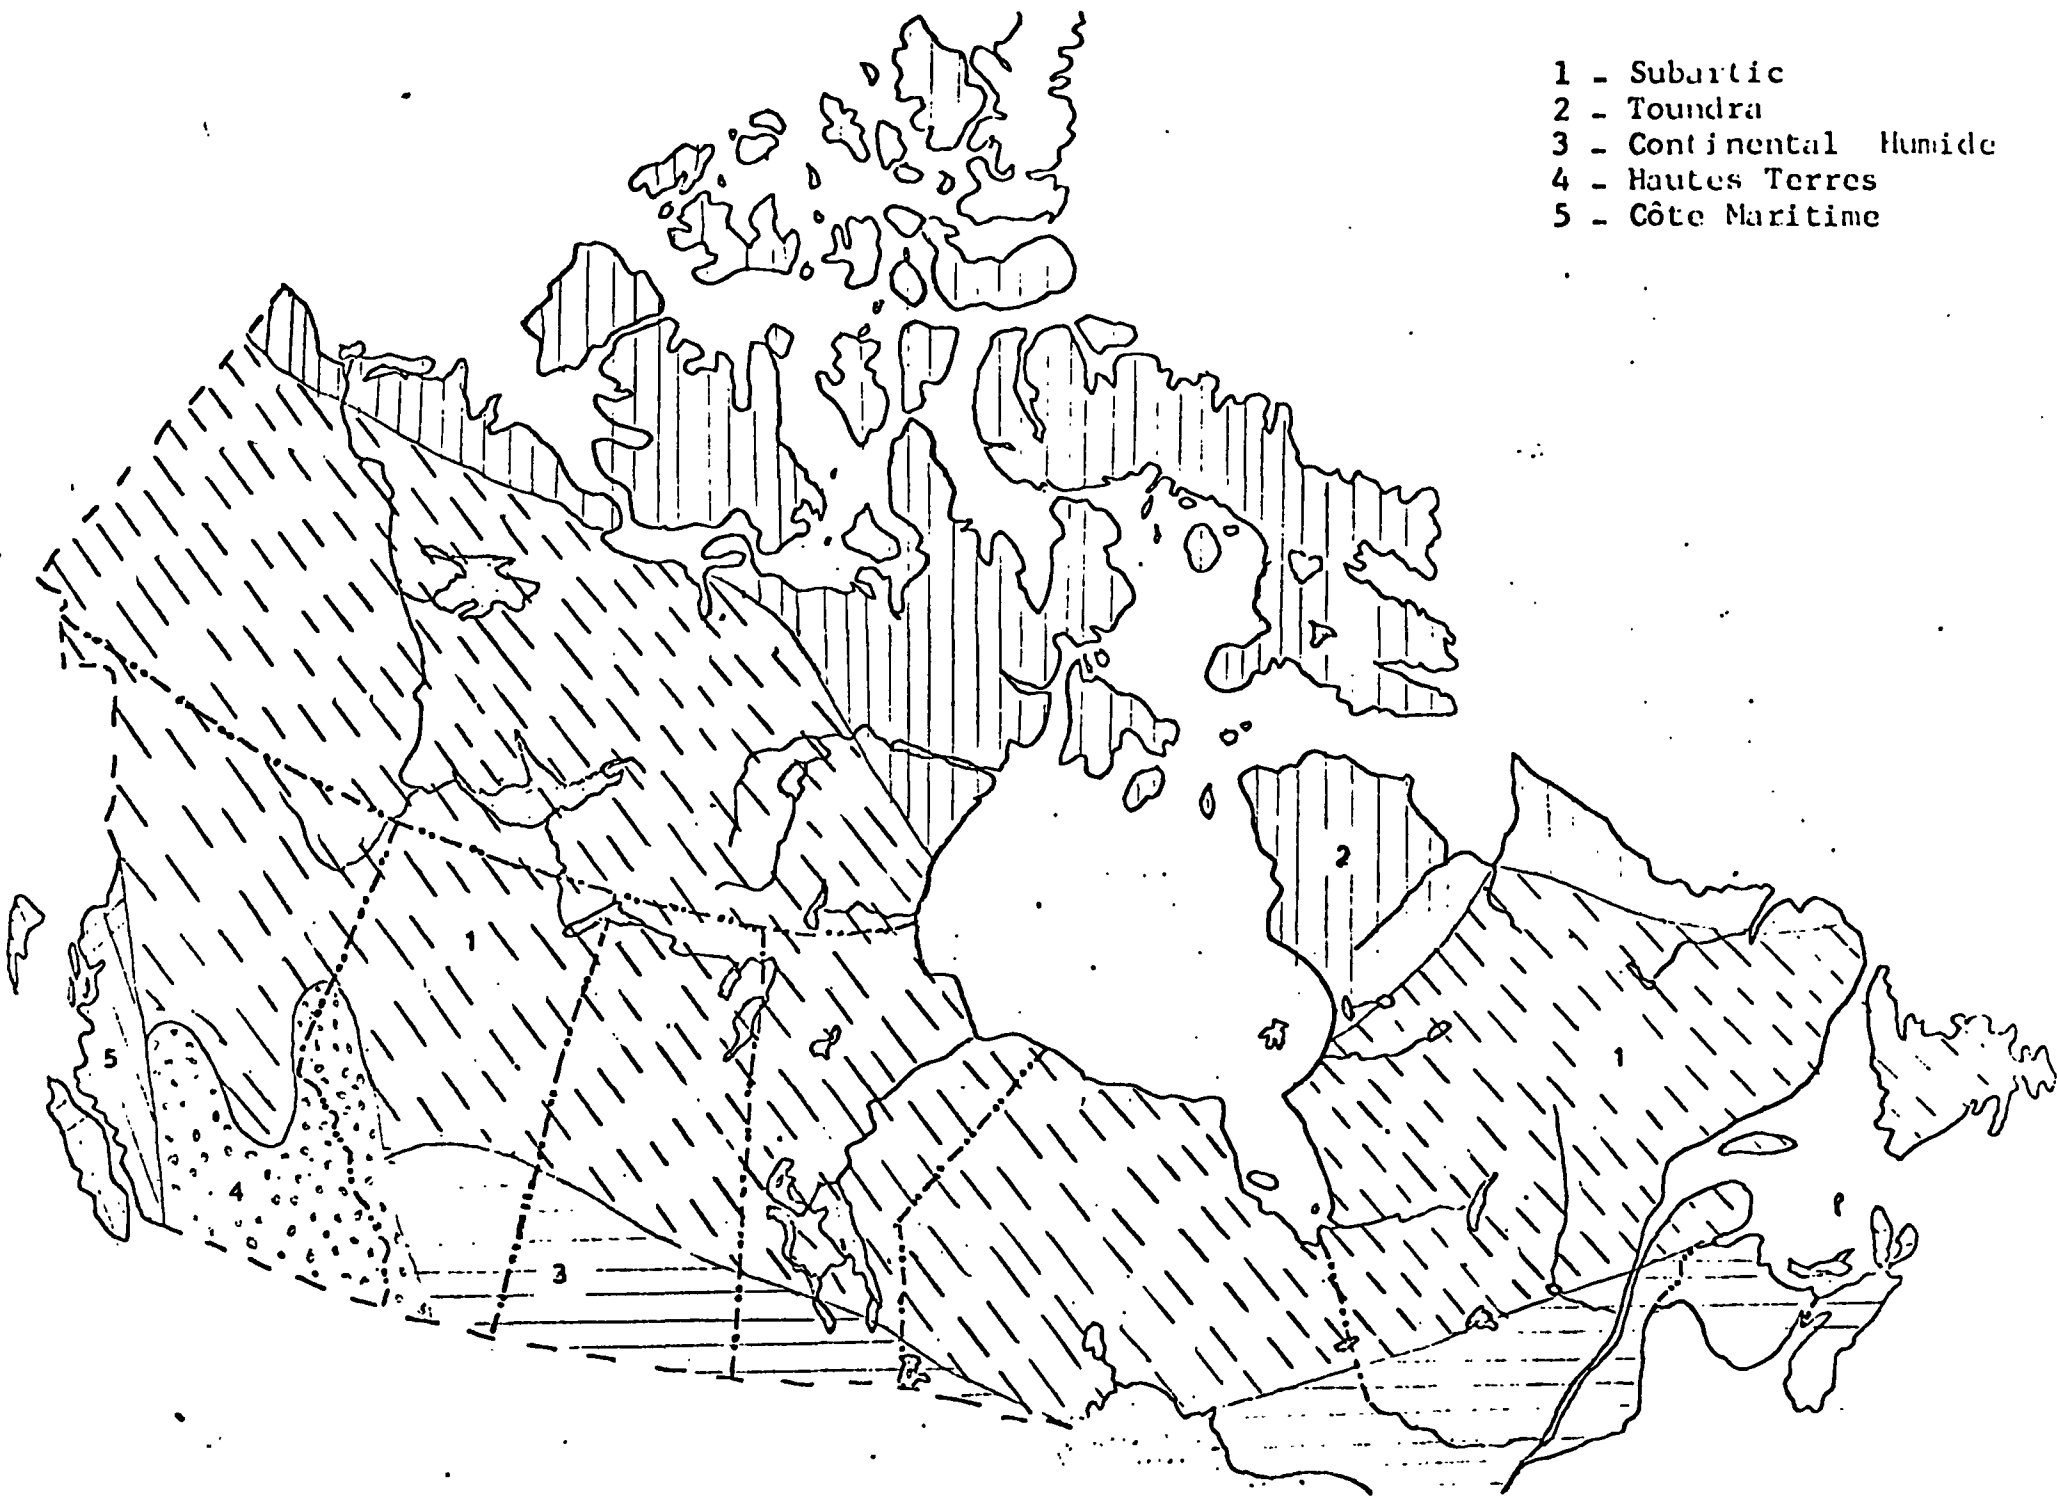 1 - Subartic
2 - Toundra
3 - Continental Humide
4 - Hautes Terres
5 - Côte Maritime
2
1
1
5
4
3